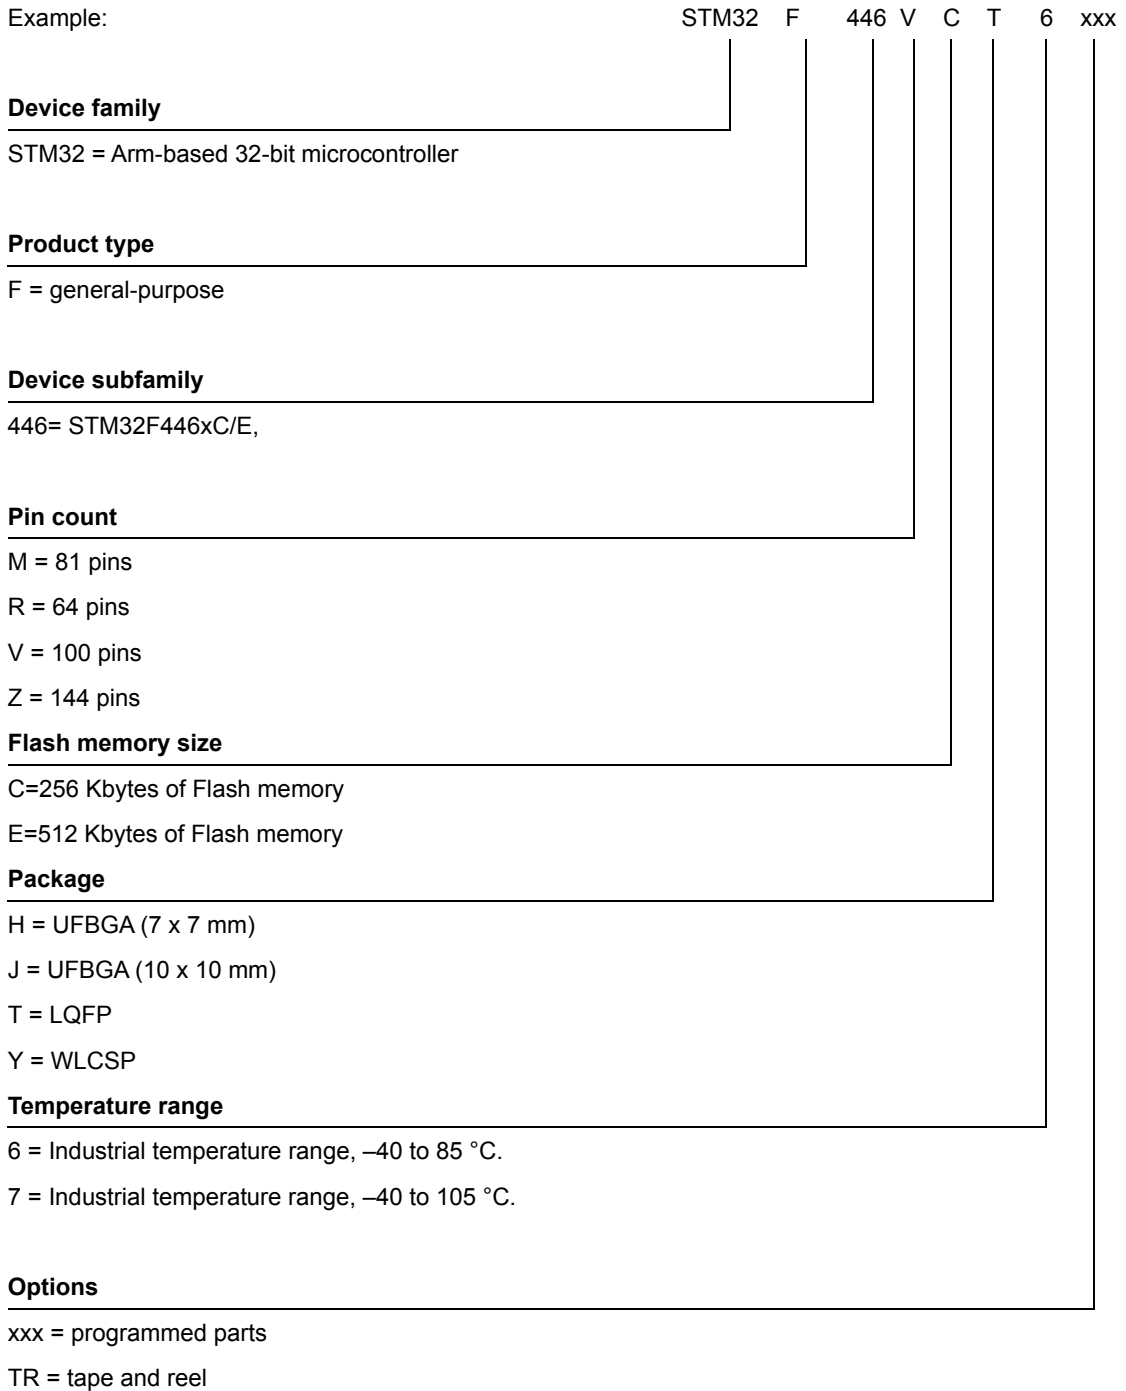 Example: STM32 F 446 V C T 6 xxx
Device family
STM32 = Arm-based 32-bit microcontroller
Product type
F = general-purpose
Device subfamily
446= STM32F446xC/E,
Pin count
M = 81 pins
R = 64 pins
V = 100 pins
Z = 144 pins
Flash memory size
C=256 Kbytes of Flash memory
E=512 Kbytes of Flash memory
Package
H = UFBGA (7 x 7 mm)
J = UFBGA (10 x 10 mm)
T = LQFP
Y = WLCSP
Temperature range
6 = Industrial temperature range, –40 to 85 °C.
7 = Industrial temperature range, –40 to 105 °C.
Options
xxx = programmed parts
TR = tape and reel